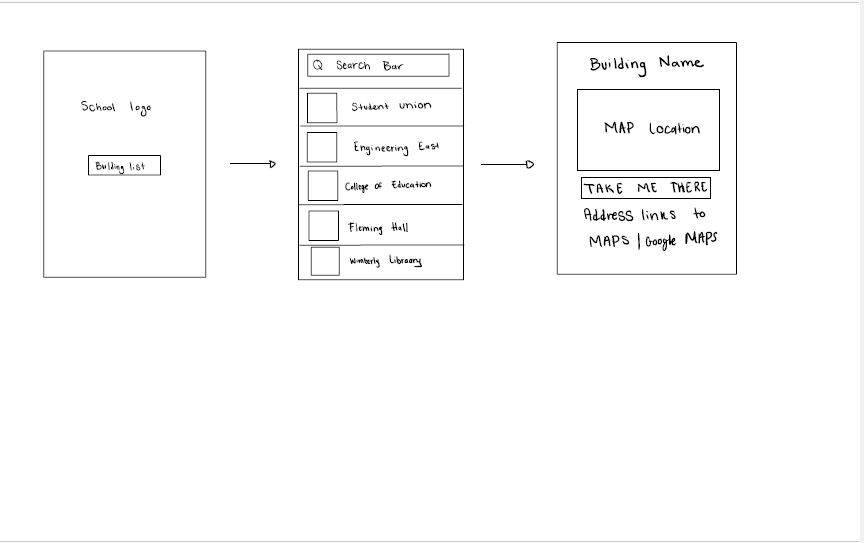 School logo
Building list
Search Bar
Student union
Engineering East
College of Education
Fleming Hall
Wimberly Libraary
Building Name
MAP Location
TAKE ME THERE
Address links to
MAPS | Google MAPS